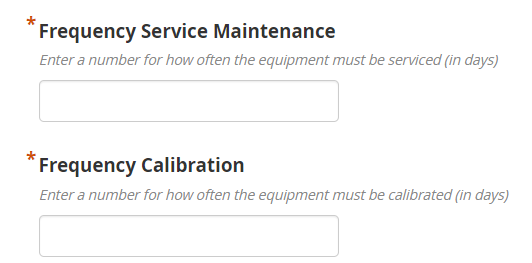 * Frequency Service Maintenance
Enter a number for how often the equipment must be serviced (in days)
* Frequency Calibration
Enter a number for how often the equipment must be calibrated (in days)